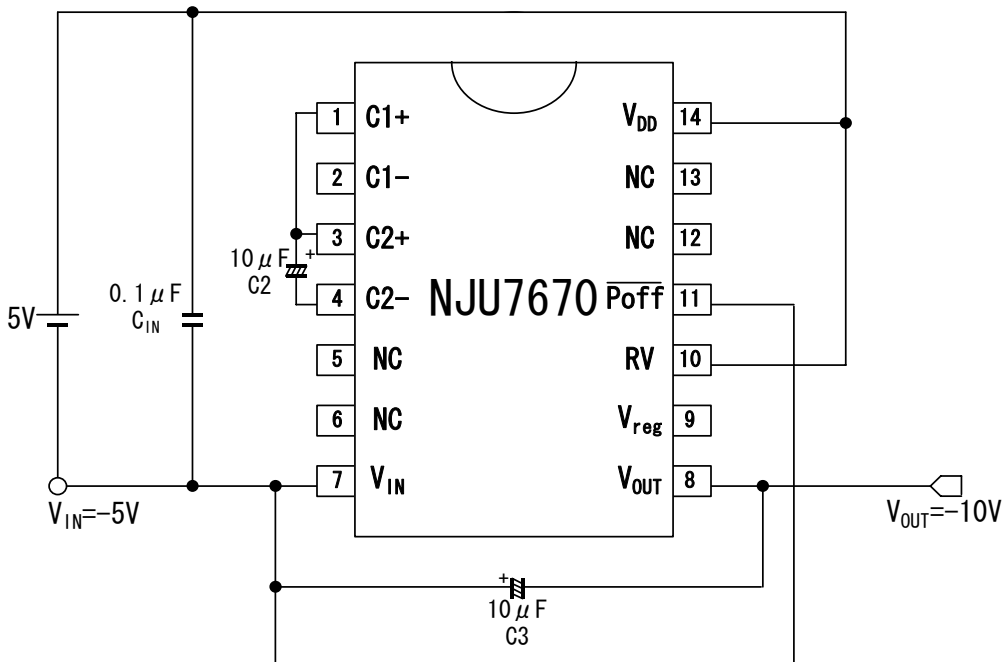 1 C1+ V_DD 14
2 C1- NC 13
3 C2+ NC 12
10μF +
C2
4 C2- NJU7670 P̅o̅f̅f̅ 11
0.1μF
C_IN
5V
5 NC RV 10
6 NC V_reg 9
7 V_IN V_OUT 8
V_IN=-5V
V_OUT=-10V
+
10μF
C3